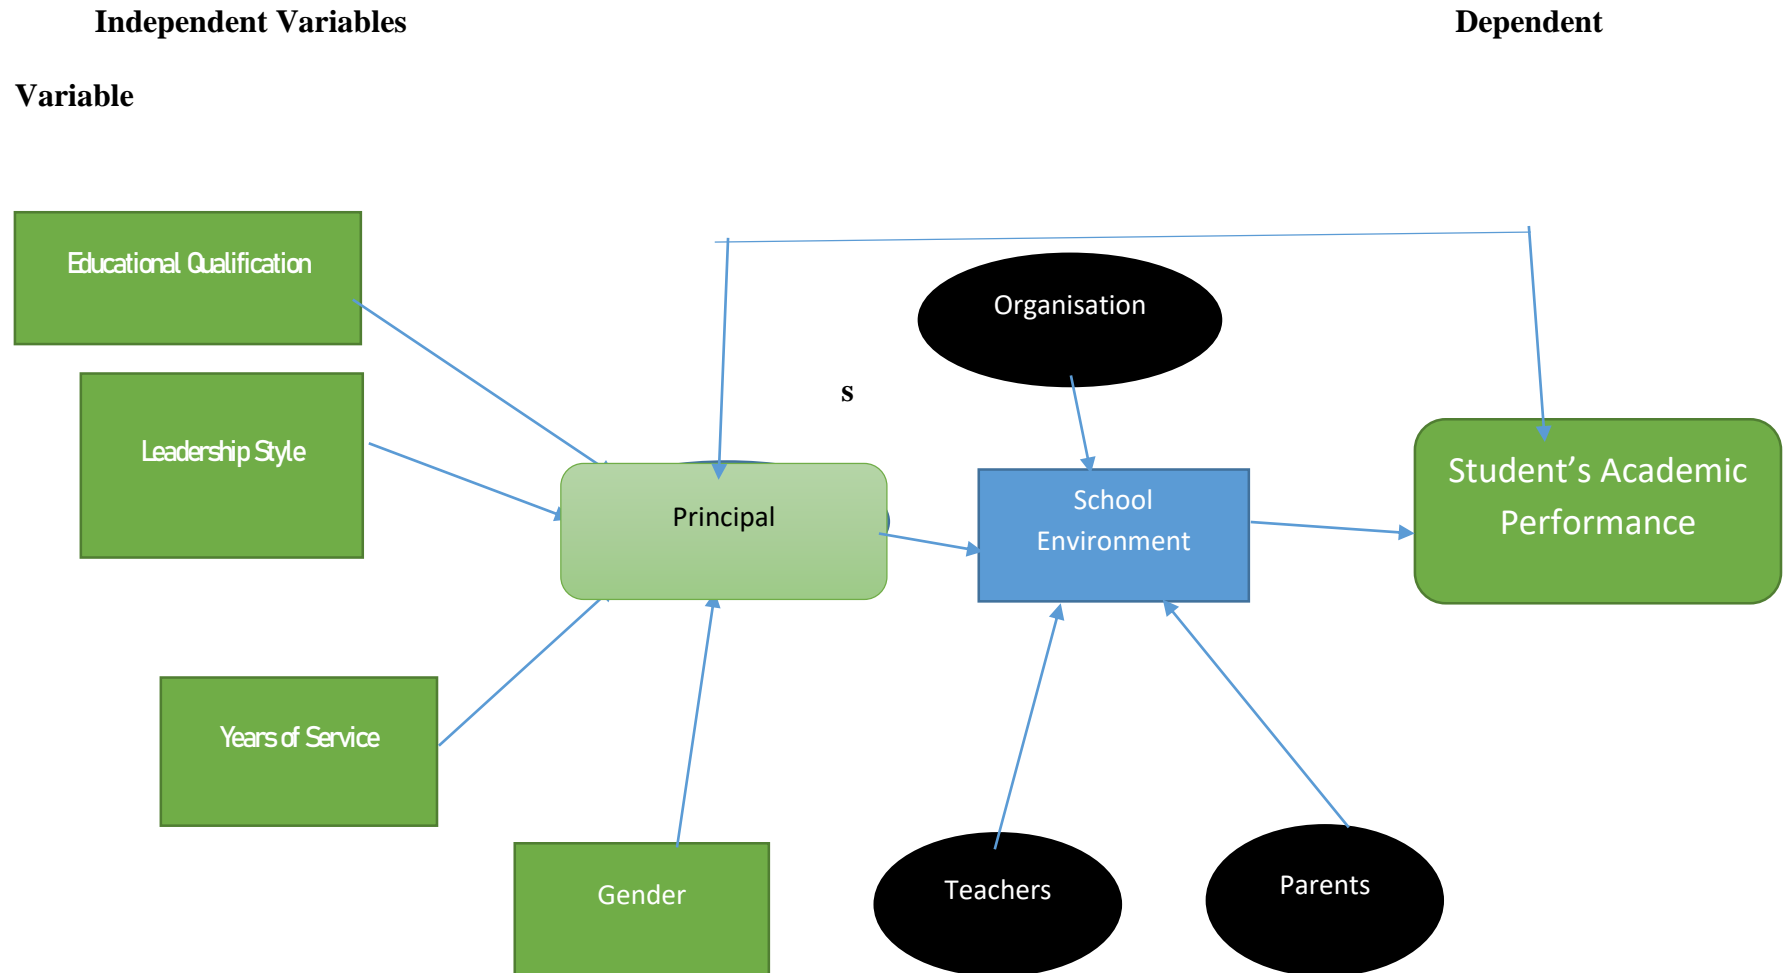 Independent Variables Dependent
Variable
Educational Qualification
Organisation
s
Leadership Style
Student’s Academic
Performance
Principal
School
Environment
Years of Service
Gender
Teachers
Parents